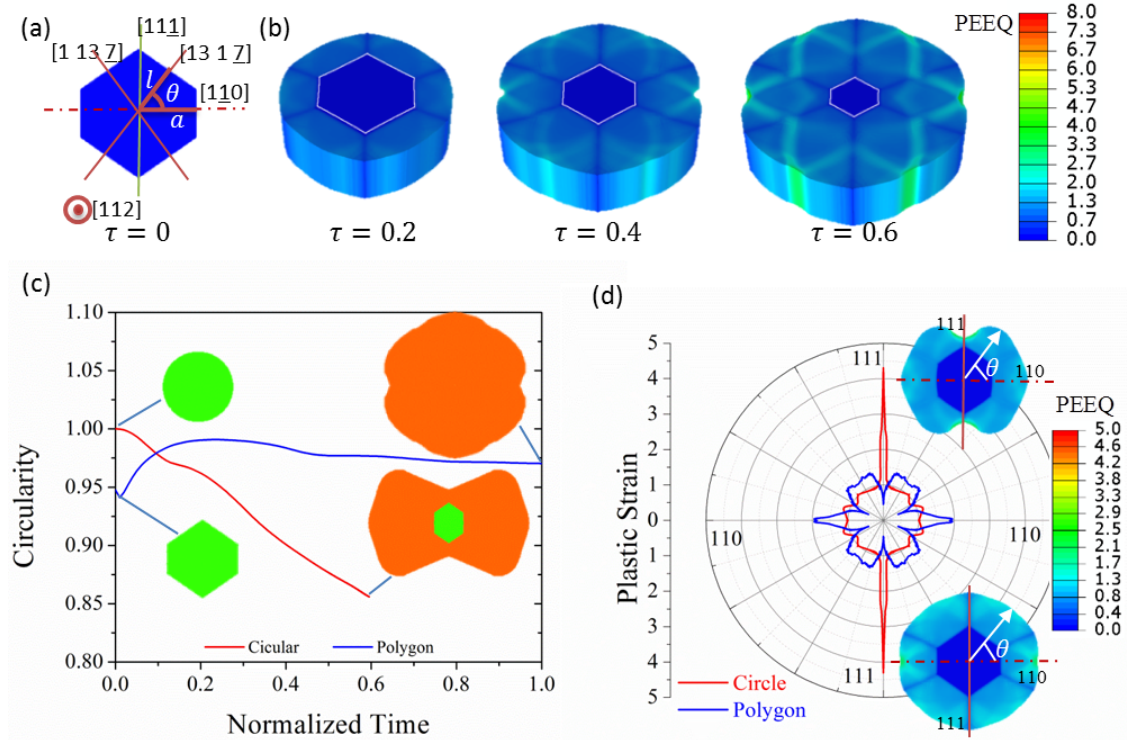 (a)
[111̲]
[1 13 7̲]
[13 1 7̲]
l
θ
[11̲0]
a
[112]
τ = 0
(b)
τ = 0.2
τ = 0.4
τ = 0.6
PEEQ
8.0
7.3
6.7
6.0
5.3
4.7
4.0
3.3
2.7
2.0
1.3
0.7
0.0
(c)
1.10
1.05
1.00
0.95
0.90
0.85
0.80
Circularity
Cicular
Polygon
0.0
0.2
0.4
0.6
0.8
1.0
Normalized Time
(d)
5
4
3
2
1
0
1
2
3
4
5
Plastic Strain
111
110
110
111
Circle
Polygon
111
θ
110
PEEQ
5.0
4.6
4.2
3.8
3.3
2.9
2.5
2.1
1.7
1.3
0.8
0.4
0.0
θ
110
111